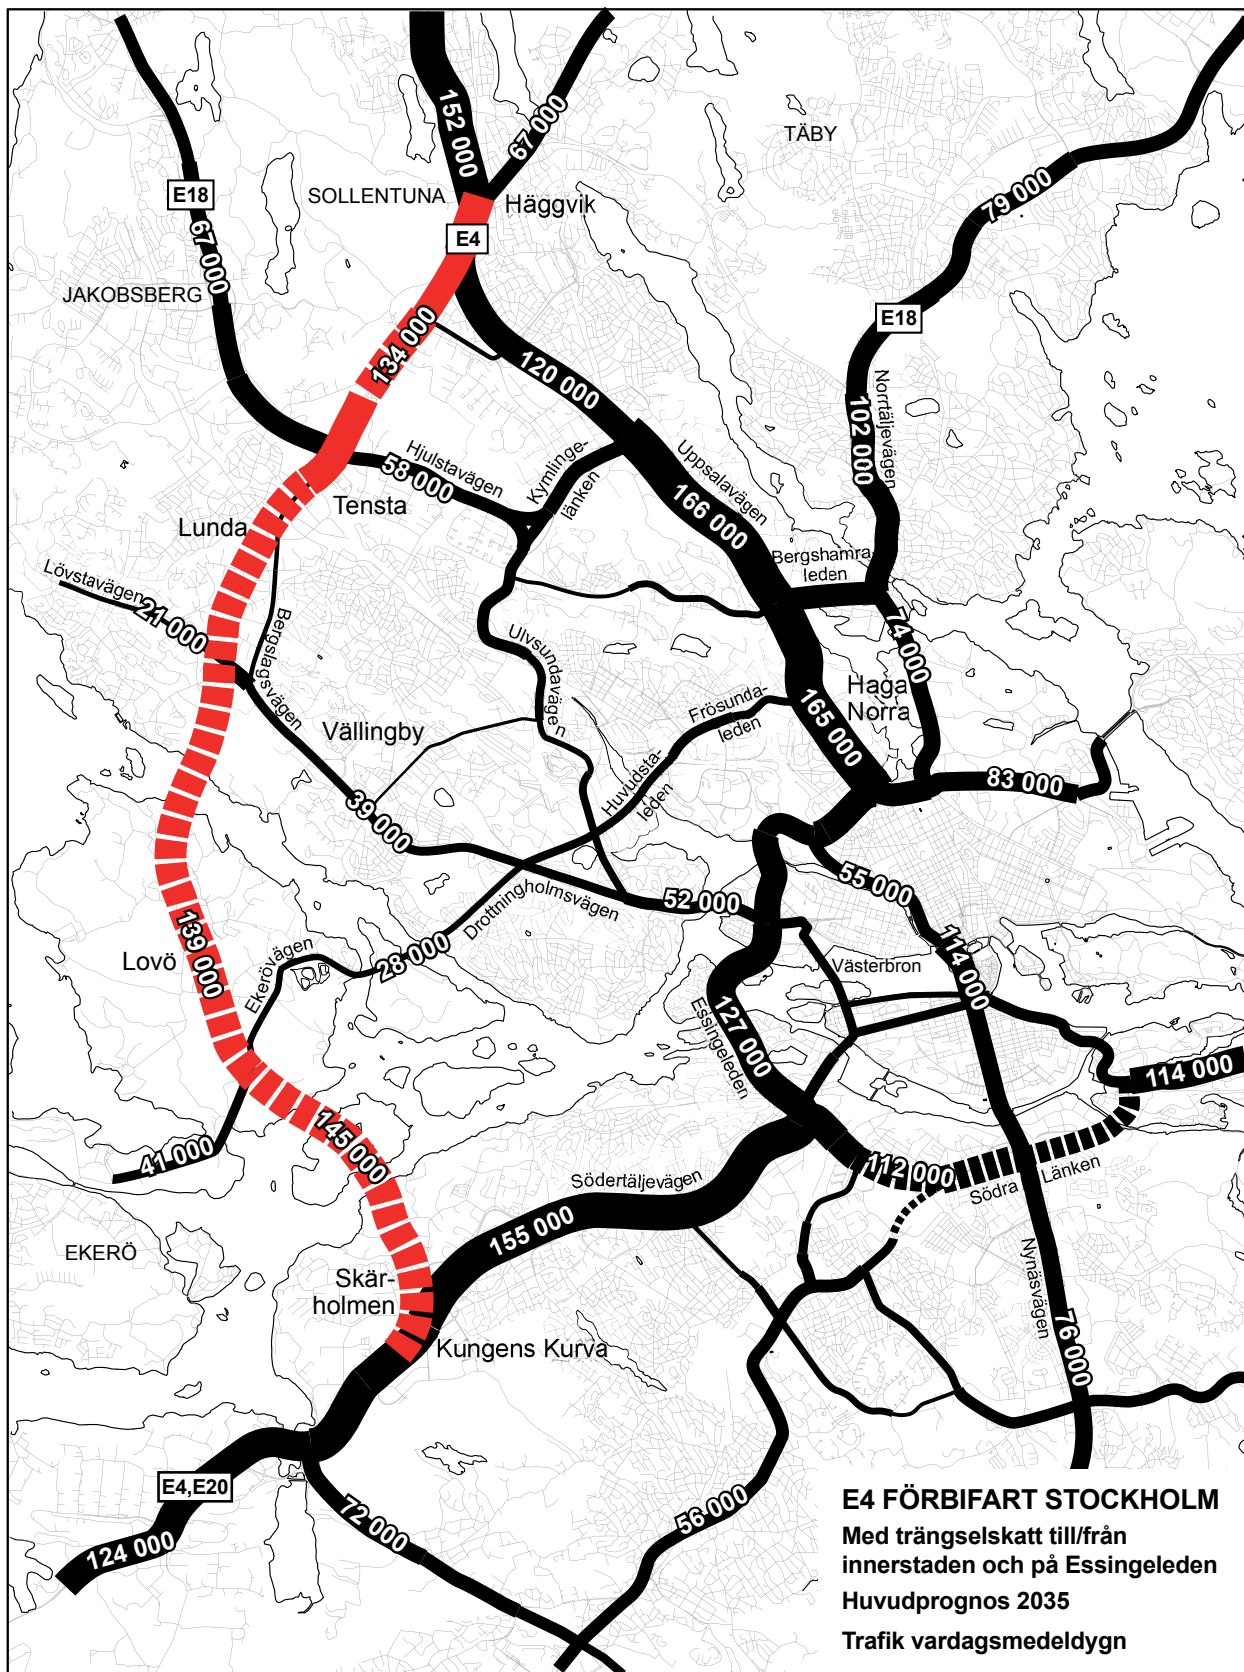 152 000
67 000
TÄBY
E18
SOLLENTUNA
Häggvik
79 000
67 000
E4
JAKOBSBERG
E18
134 000
120 000
Norrtäljevägen
102 000
Hjulstavägen
58 000
Kymlinge-
länken
Uppsalavägen
166 000
Tensta
Lunda
Bergshamra-
leden
Lövstavägen
21 000
Bergslagsvägen
74 000
Ulvsundavägen
Haga
Norra
165 000
Frösunda-
leden
Vällingby
Huvudsta-
leden
83 000
39 000
55 000
52 000
Drottningholmsvägen
114 000
139 000
Lovö
Ekerövägen
28 000
Västerbron
Essingeleden
127 000
114 000
145 000
41 000
112 000
Södra
Länken
Södertäljevägen
155 000
EKERÖ
Skär-
holmen
Nynäsvägen
76 000
Kungens Kurva
E4,E20
72 000
56 000
124 000
E4 FÖRBIFART STOCKHOLM
Med trängselskatt till/från
innerstaden och på Essingeleden
Huvudprognos 2035
Trafik vardagsmedeldygn